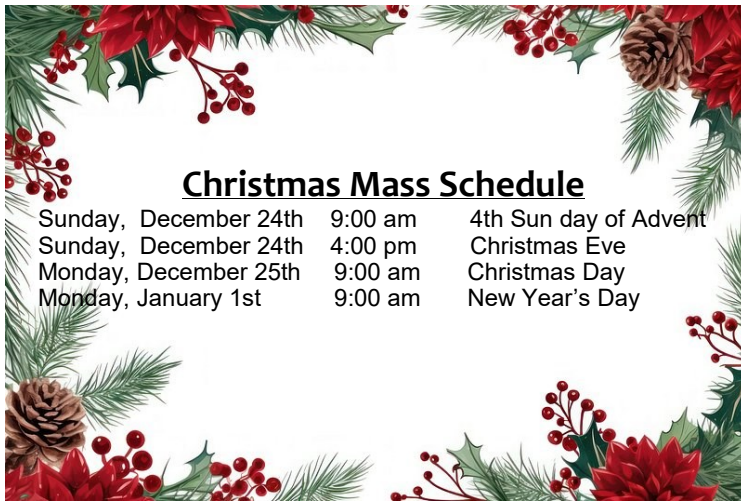 Christmas Mass Schedule
Sunday, December 24th 9:00 am 4th Sun day of Advent
Sunday, December 24th 4:00 pm Christmas Eve
Monday, December 25th 9:00 am Christmas Day
Monday, January 1st 9:00 am New Year’s Day